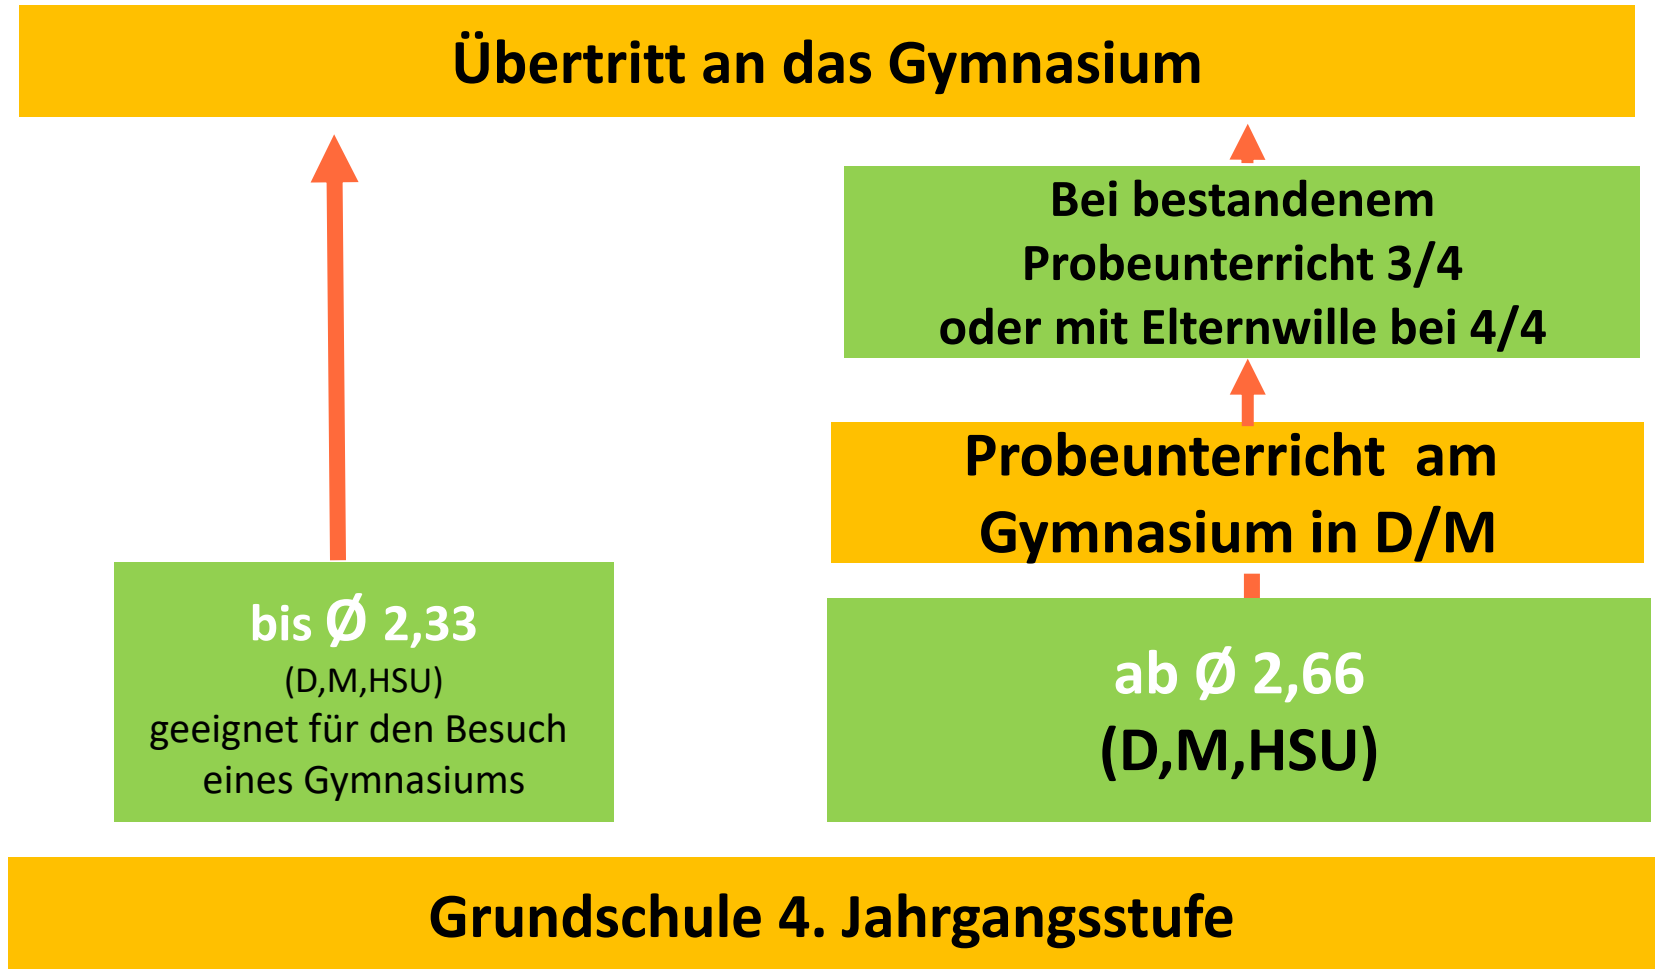 Übertritt an das Gymnasium
Bei bestandenem
Probeunterricht 3/4
oder mit Elternwille bei 4/4
Probeunterricht  am
Gymnasium in D/M
bis Ø 2,33
(D,M,HSU)
geeignet für den Besuch
eines Gymnasiums
ab Ø 2,66
(D,M,HSU)
Grundschule 4. Jahrgangsstufe